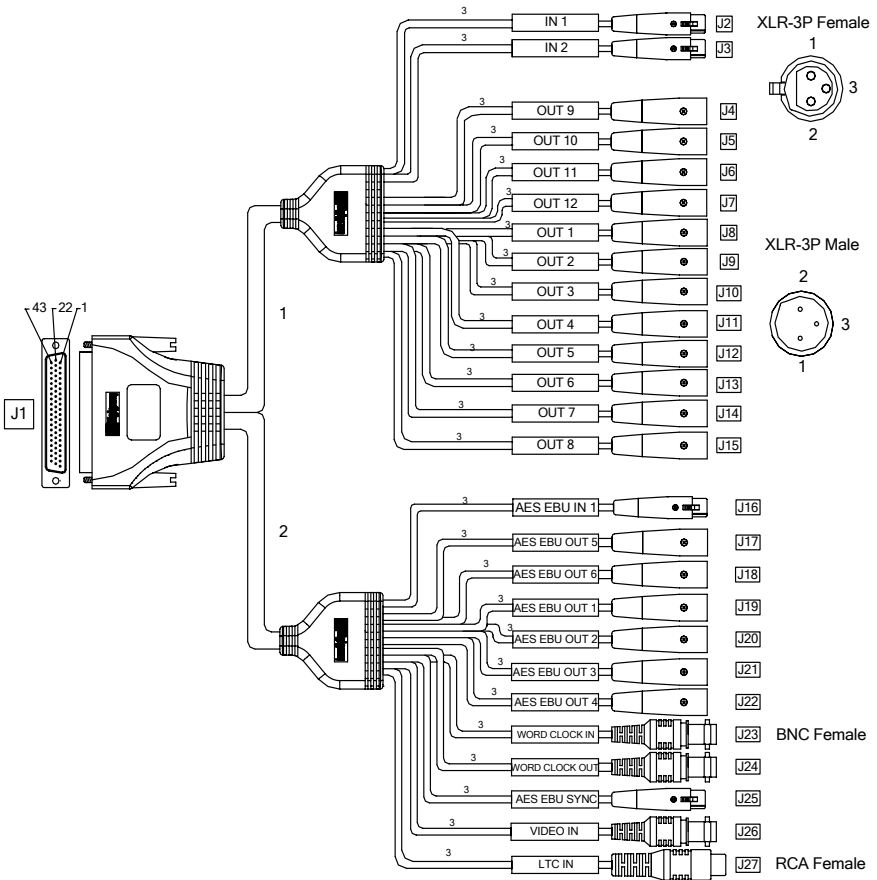 3 IN 1 J2 XLR-3P Female
3 IN 2 J3
1
3
2
3 OUT 9 J4
3 OUT 10 J5
3 OUT 11 J6
3 OUT 12 J7
3 OUT 1 J8
3 OUT 2 J9
3 OUT 3 J10
3 OUT 4 J11
3 OUT 5 J12
3 OUT 6 J13
3 OUT 7 J14
3 OUT 8 J15
XLR-3P Male
2
3
1
1
43 22 1
J1
2
3 AES EBU IN 1 J16
3 AES EBU OUT 5 J17
3 AES EBU OUT 6 J18
3 AES EBU OUT 1 J19
3 AES EBU OUT 2 J20
3 AES EBU OUT 3 J21
3 AES EBU OUT 4 J22
3 WORD CLOCK IN J23 BNC Female
3 WORD CLOCK OUT J24
3 AES EBU SYNC J25
3 VIDEO IN J26
3 LTC IN J27 RCA Female